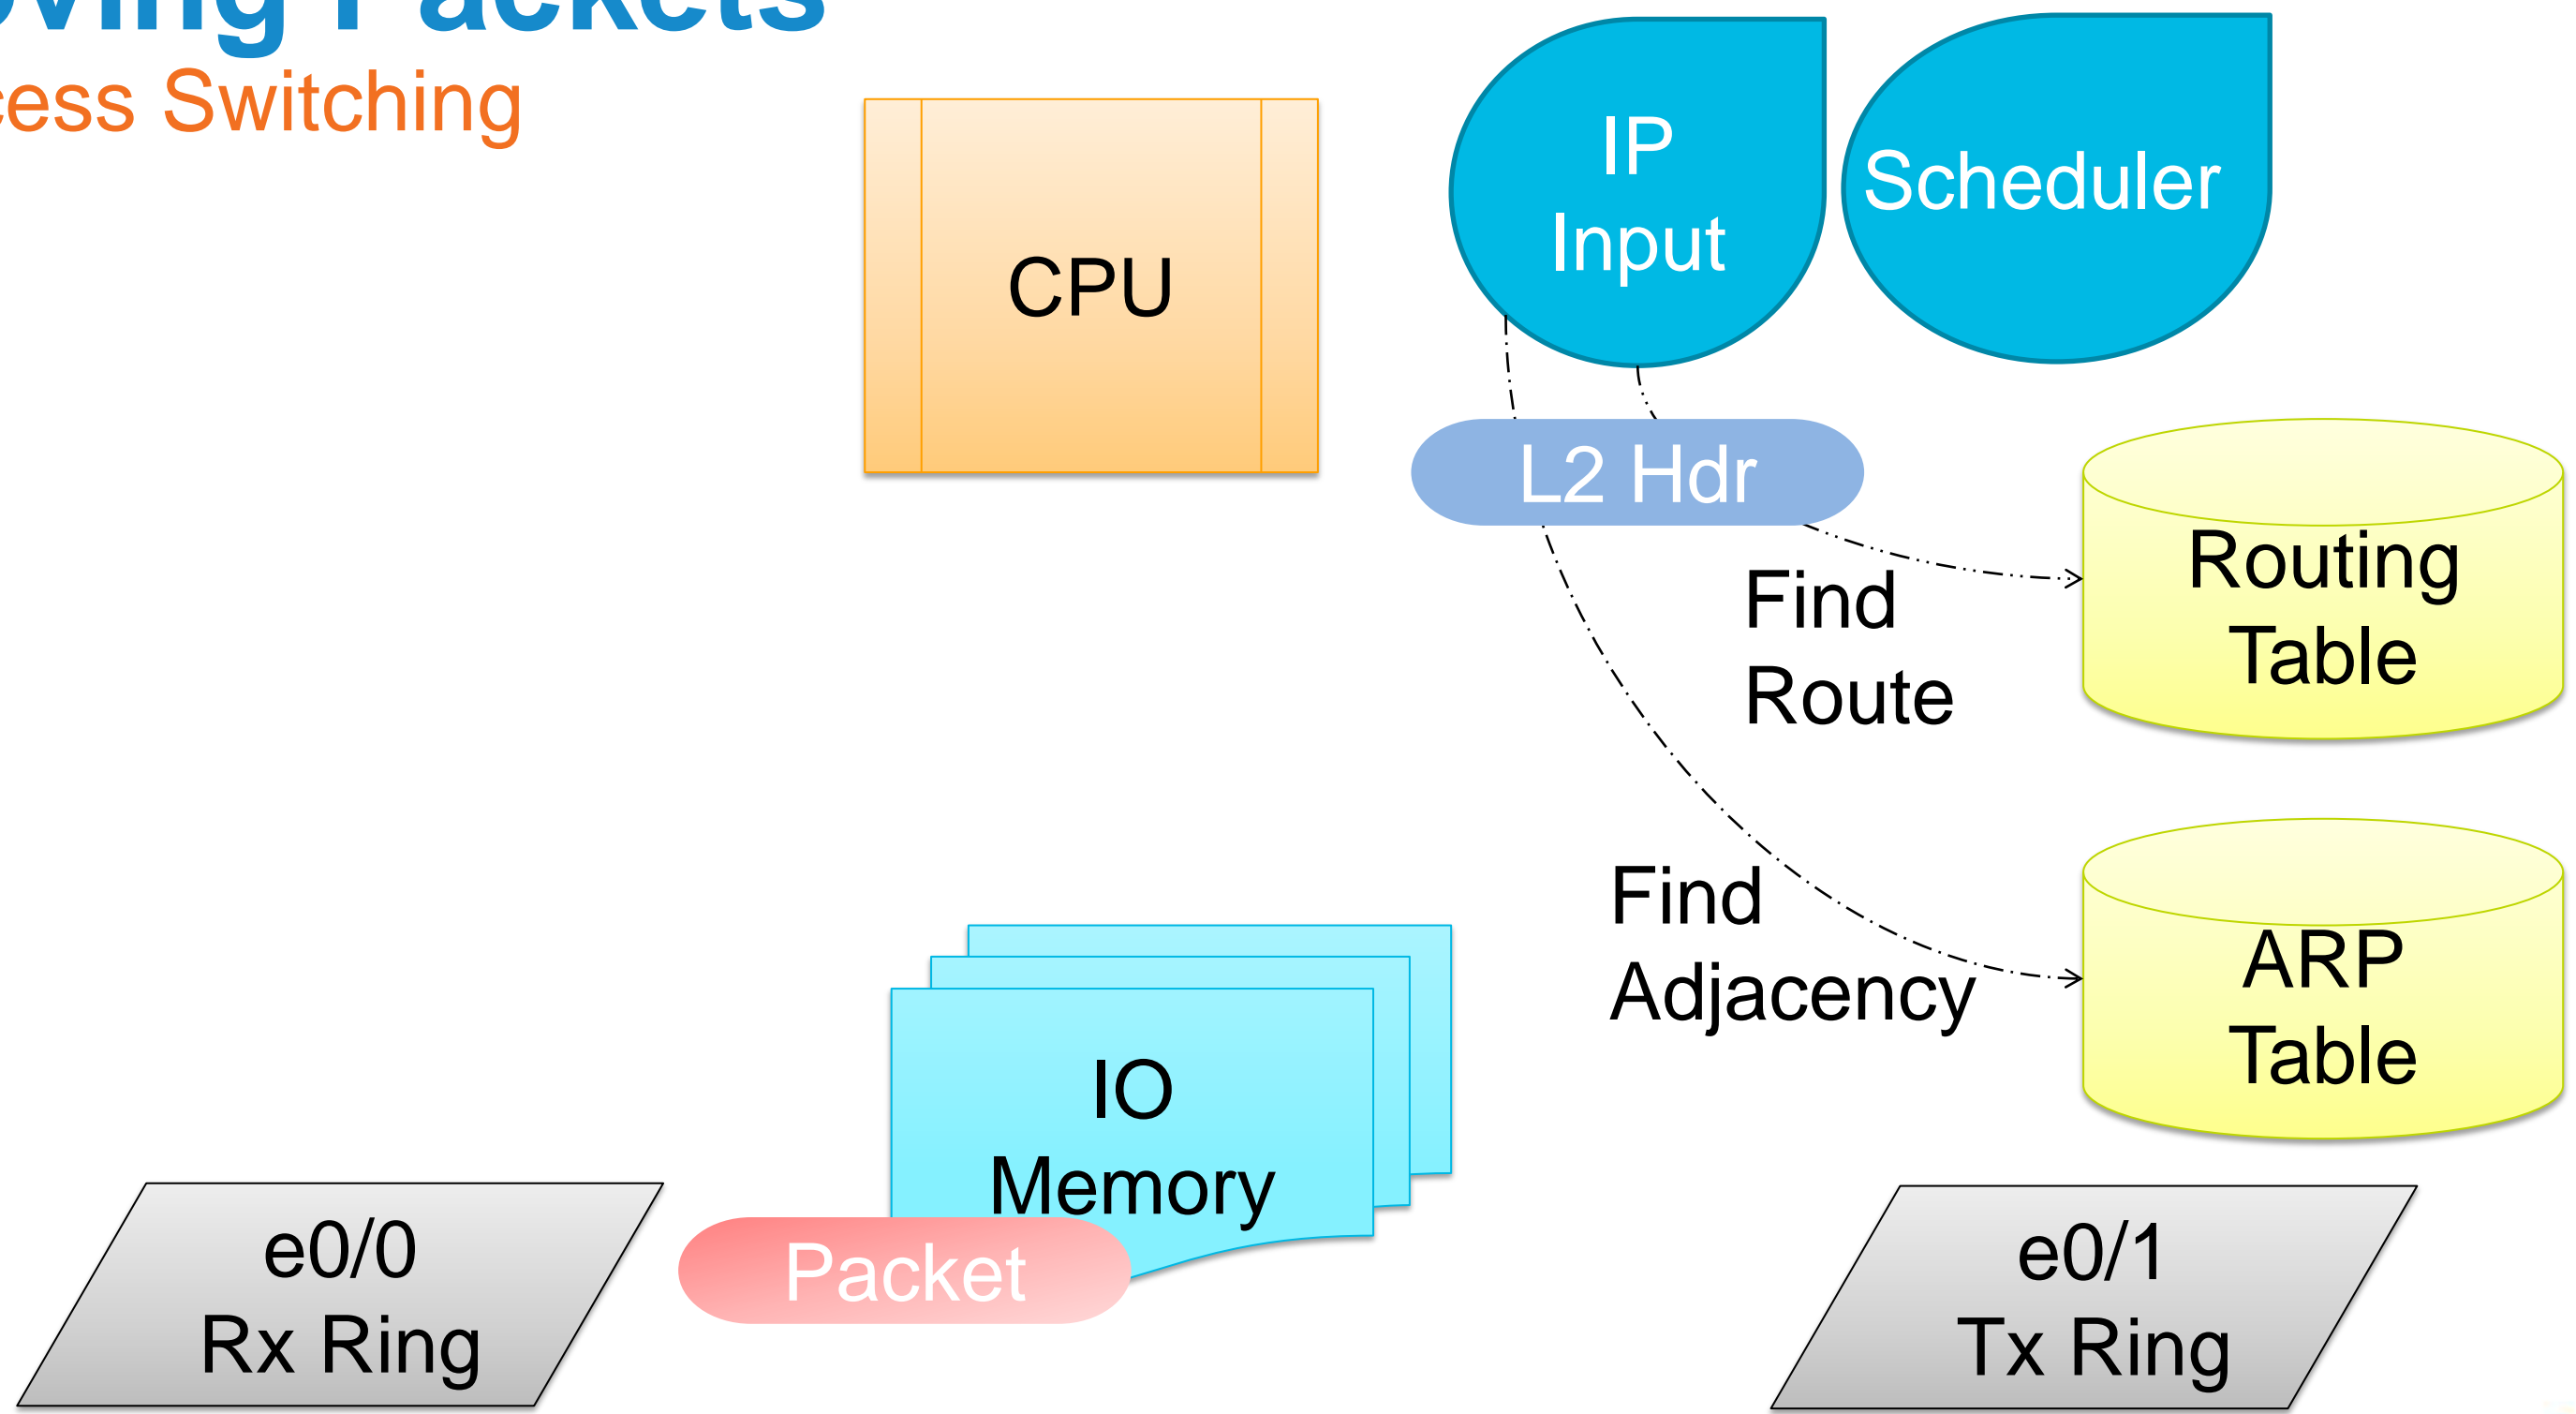 Packets
Switching
IP
Input
Scheduler
CPU
L2 Hdr
Routing
Table
Find
Route
Find
Adjacency
ARP
Table
IO
Memory
e0/0
Rx Ring
Packet
e0/1
Tx Ring